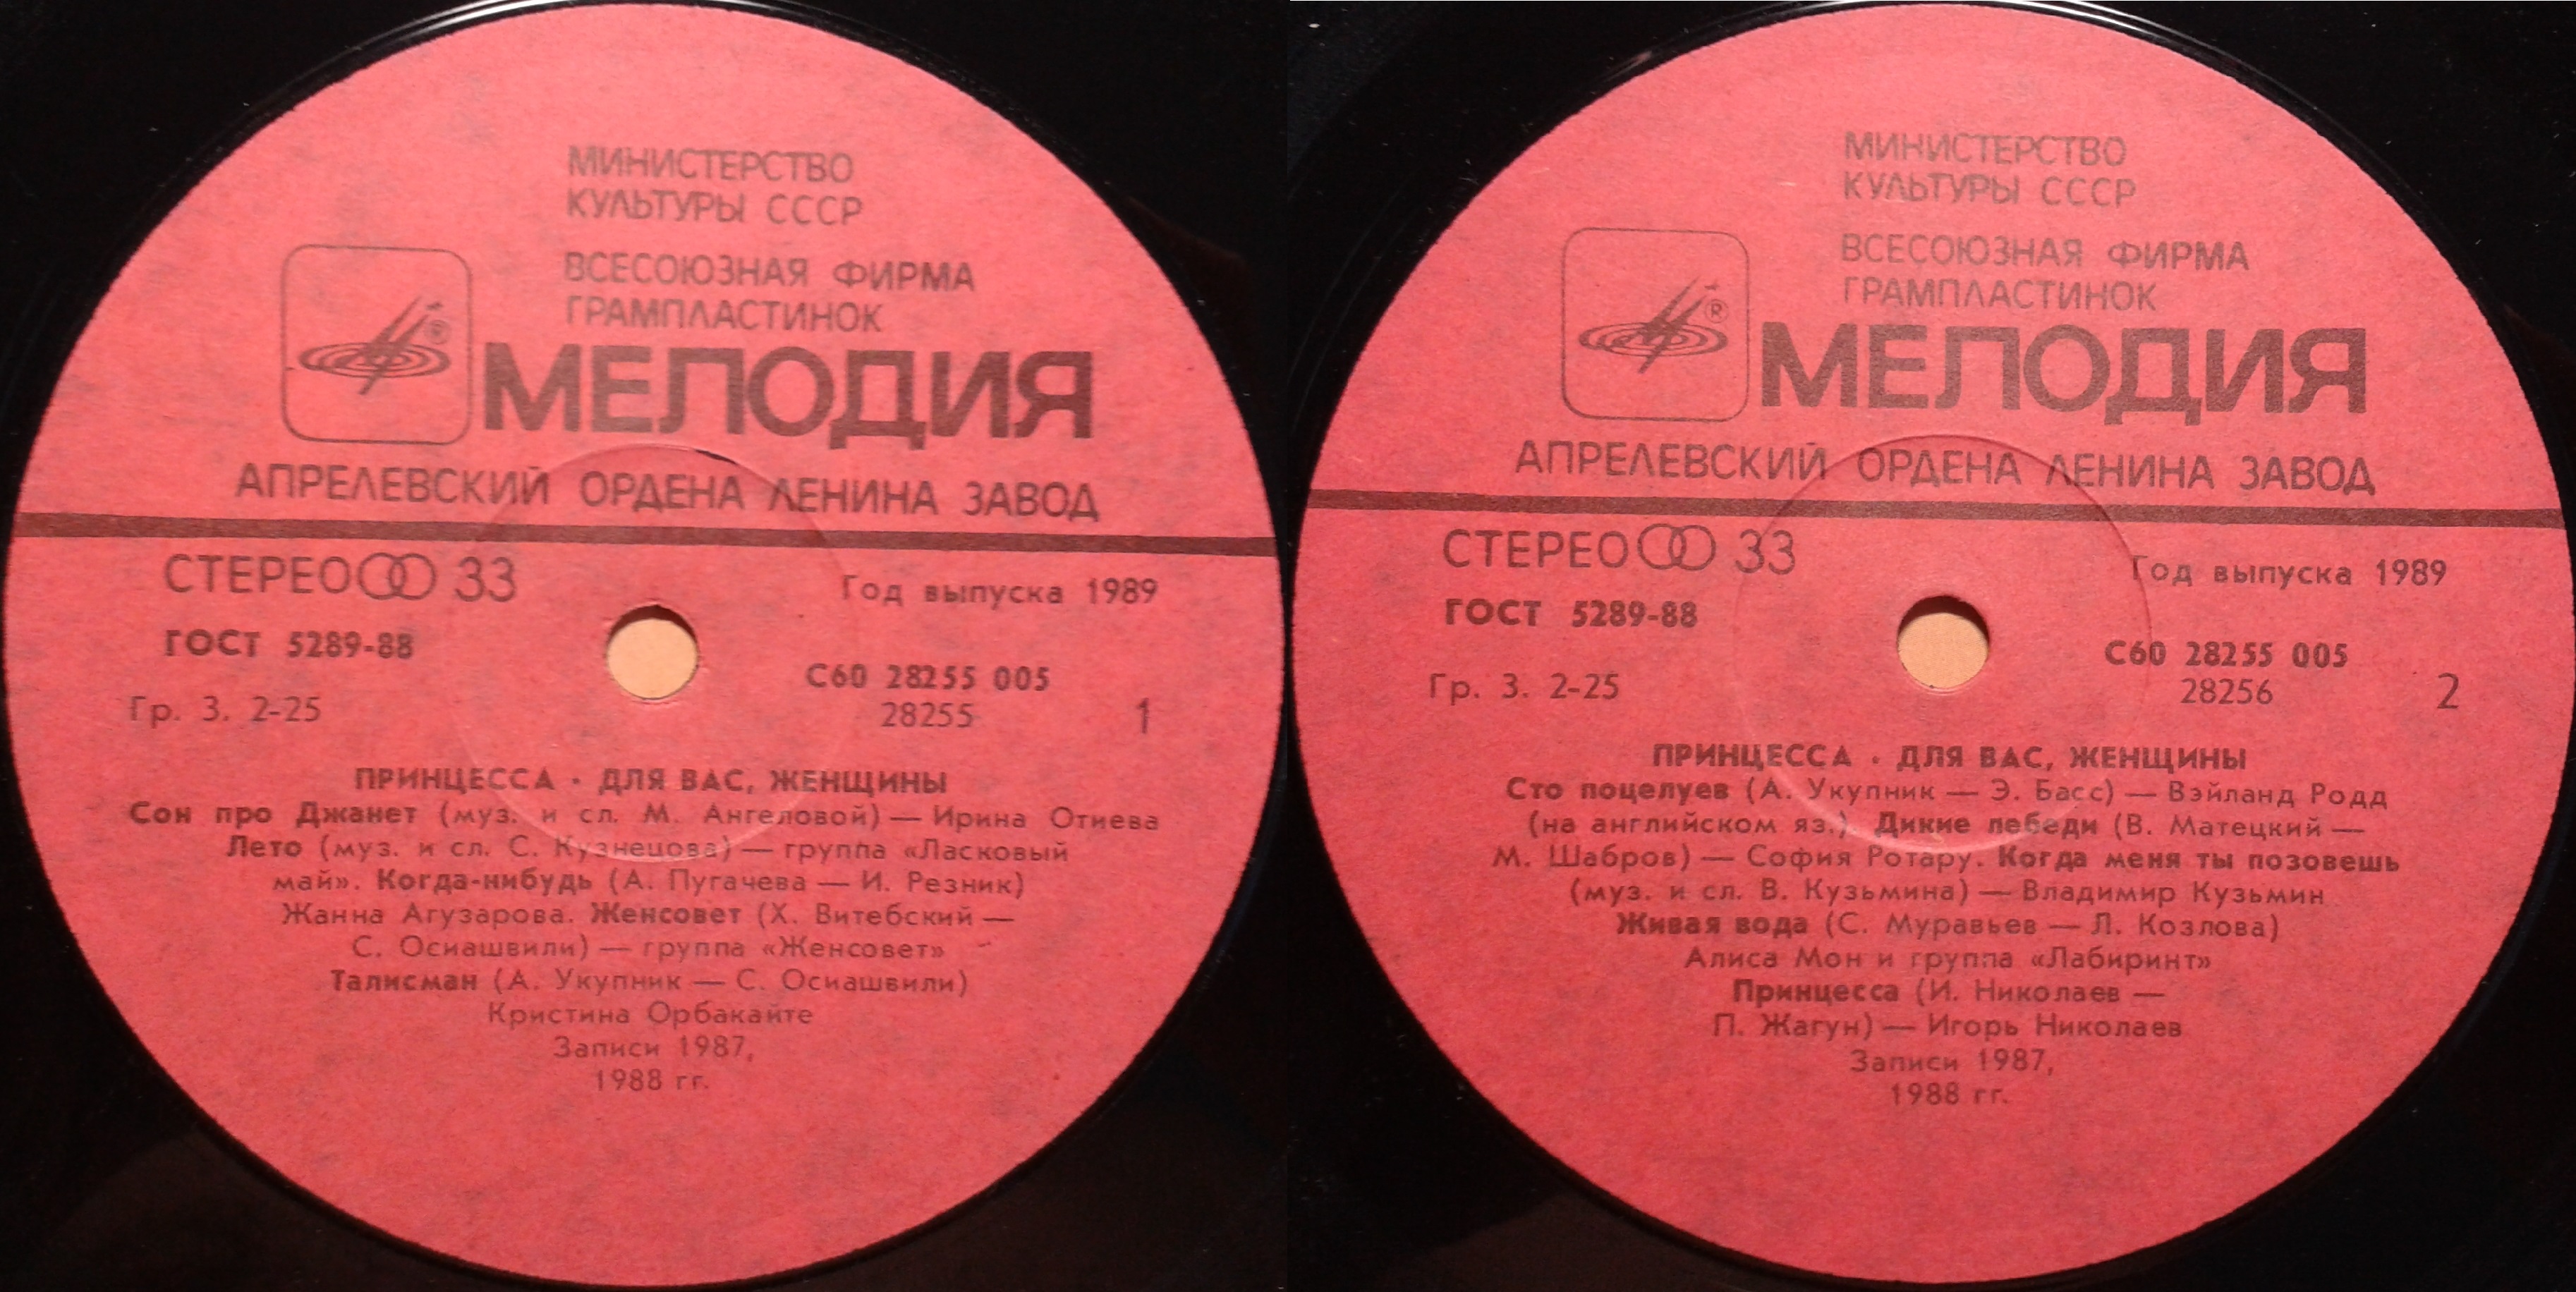 МИНИСТЕРСТВО
КУЛЬТУРЫ СССР
ВСЕСОЮЗНАЯ ФИРМА
ГРАМПЛАСТИНОК
®
МЕЛОДИЯ
АПРЕЛЕВСКИЙ ОРДЕНА ЛЕНИНА ЗАВОД
СТЕРЕО 33
Год выпуска 1989
ГОСТ 5289-88
С60 28255 005
Гр. 3. 2-25
28255
1
ПРИНЦЕССА · ДЛЯ ВАС, ЖЕНЩИНЫ
Сон про Джанет (муз. и сл. М. Ангеловой) — Ирина Отиева
Лето (муз. и сл. С. Кузнецова) — группа «Ласковый
май». Когда-нибудь (А. Пугачева — И. Резник)
Жанна Агузарова. Женсовет (Х. Витебский —
С. Осиашвили) — группа «Женсовет»
Талисман (А. Укупник — С. Осиашвили)
Кристина Орбакайте
Записи 1987,
1988 гг.
МИНИСТЕРСТВО
КУЛЬТУРЫ СССР
ВСЕСОЮЗНАЯ ФИРМА
ГРАМПЛАСТИНОК
®
МЕЛОДИЯ
АПРЕЛЕВСКИЙ ОРДЕНА ЛЕНИНА ЗАВОД
СТЕРЕО 33
Год выпуска 1989
ГОСТ 5289-88
С60 28255 005
Гр. 3. 2-25
28256
2
ПРИНЦЕССА · ДЛЯ ВАС, ЖЕНЩИНЫ
Сто поцелуев (А. Укупник — Э. Басс) — Вэйланд Родд
(на английском яз.) Дикие лебеди (В. Матецкий —
М. Шабров) — София Ротару. Когда меня ты позовешь
(муз. и сл. В. Кузьмина) — Владимир Кузьмин
Живая вода (С. Муравьев — Л. Козлова)
Алиса Мон и группа «Лабиринт»
Принцесса (И. Николаев —
П. Жагун) — Игорь Николаев
Записи 1987,
1988 гг.